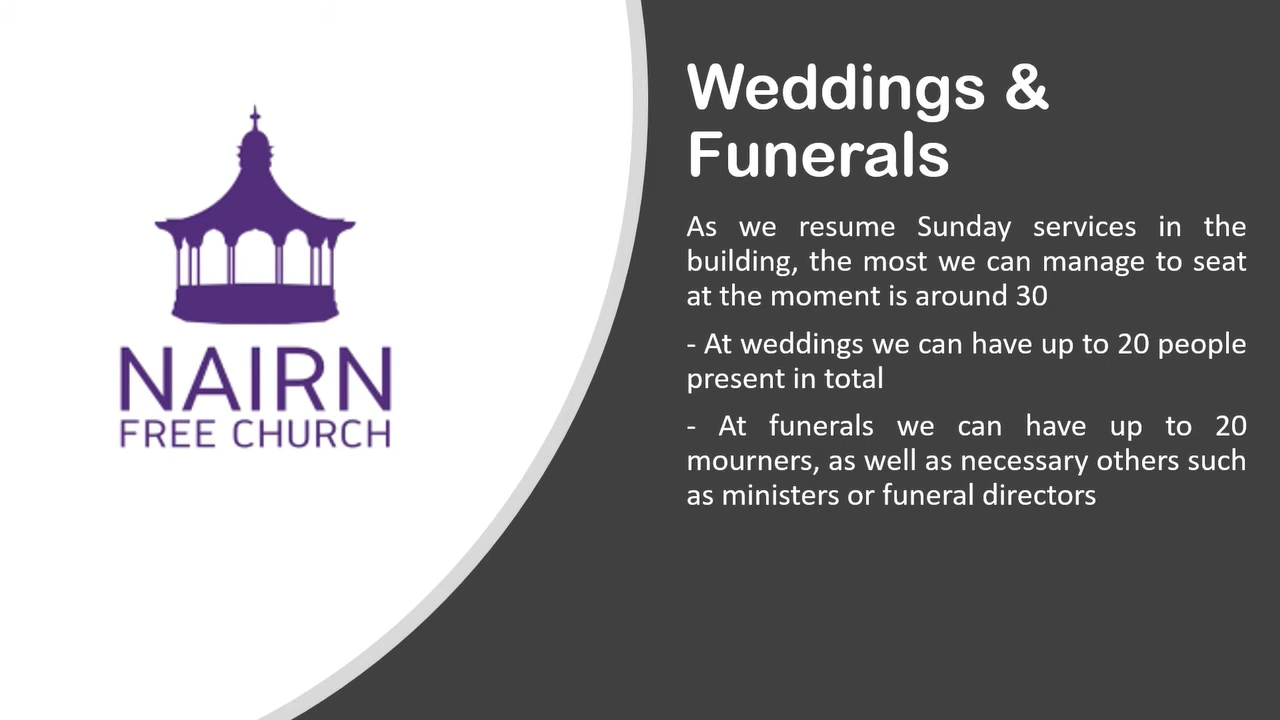 NAIRN
FREE CHURCH
Weddings &
Funerals
As we resume Sunday services in the
building, the most we can manage to seat
at the moment is around 30
- At weddings we can have up to 20 people
present in total
- At funerals we can have up to 20
mourners, as well as necessary others such
as ministers or funeral directors